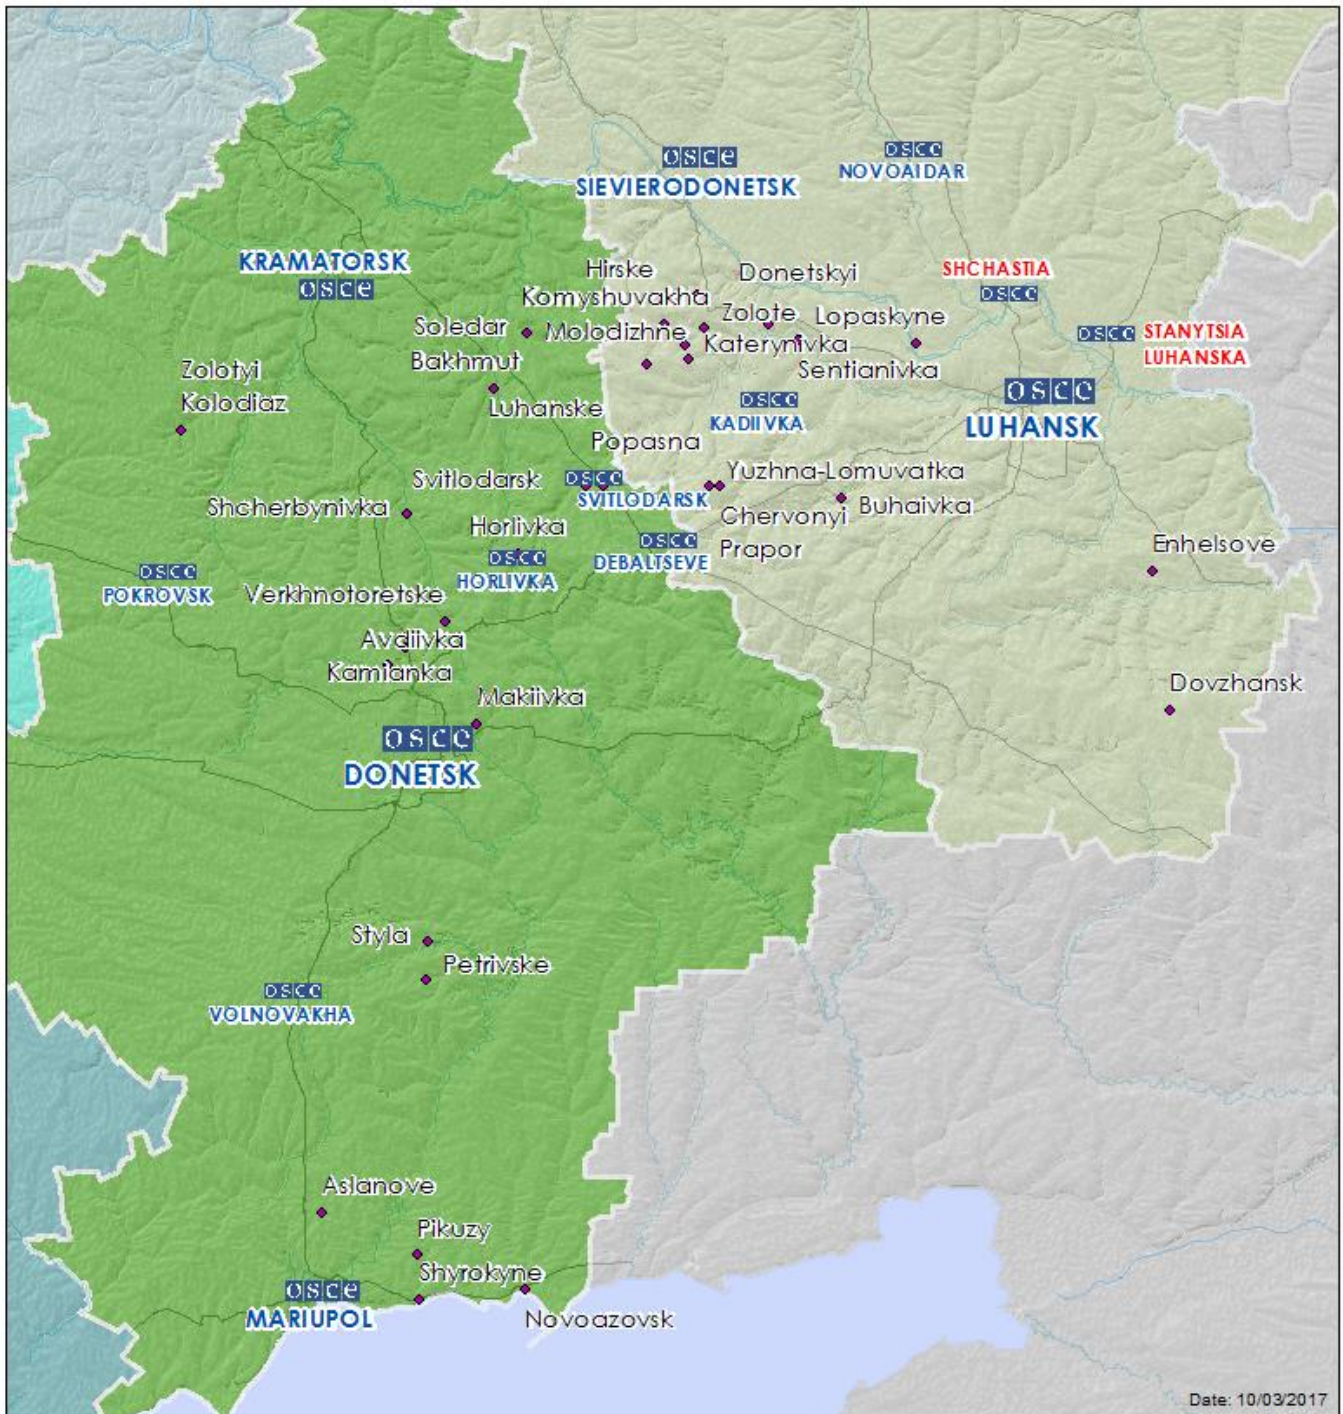 osce
SIEVIERODONETSK
osce
NOVOAIDAR
KRAMATORSK
osce
Hirske
Donetskyi
SHCHASTIA
osce
Komyshuvakha
Zolote
Lopaskyne
Soledar
Molodizhne
Katerynivka
osce
STANYTSIA
LUHANSKA
Bakhmut
Sentianivka
Zolotyi
Kolodiaz
osce
LUHANSK
Luhanske
osce
KADIIVKA
Popasna
Svitlodarsk
osce
SVITLODARSK
Yuzhna-Lomuvatka
Shcherbynivka
Buhaivka
Chervonyi
Prapor
Horlivka
osce
HORLIVKA
osce
DEBALTSEVE
Enhelsove
osce
POKROVSK
Verkhnotoretske
Avdiivka
Kamianka
Makiivka
Dovzhansk
osce
DONETSK
Styla
Petrivske
osce
VOLNOVAKHA
Aslanove
Pikuzy
Shyrokyne
osce
MARIUPOL
Novoazovsk
Date: 10/03/2017